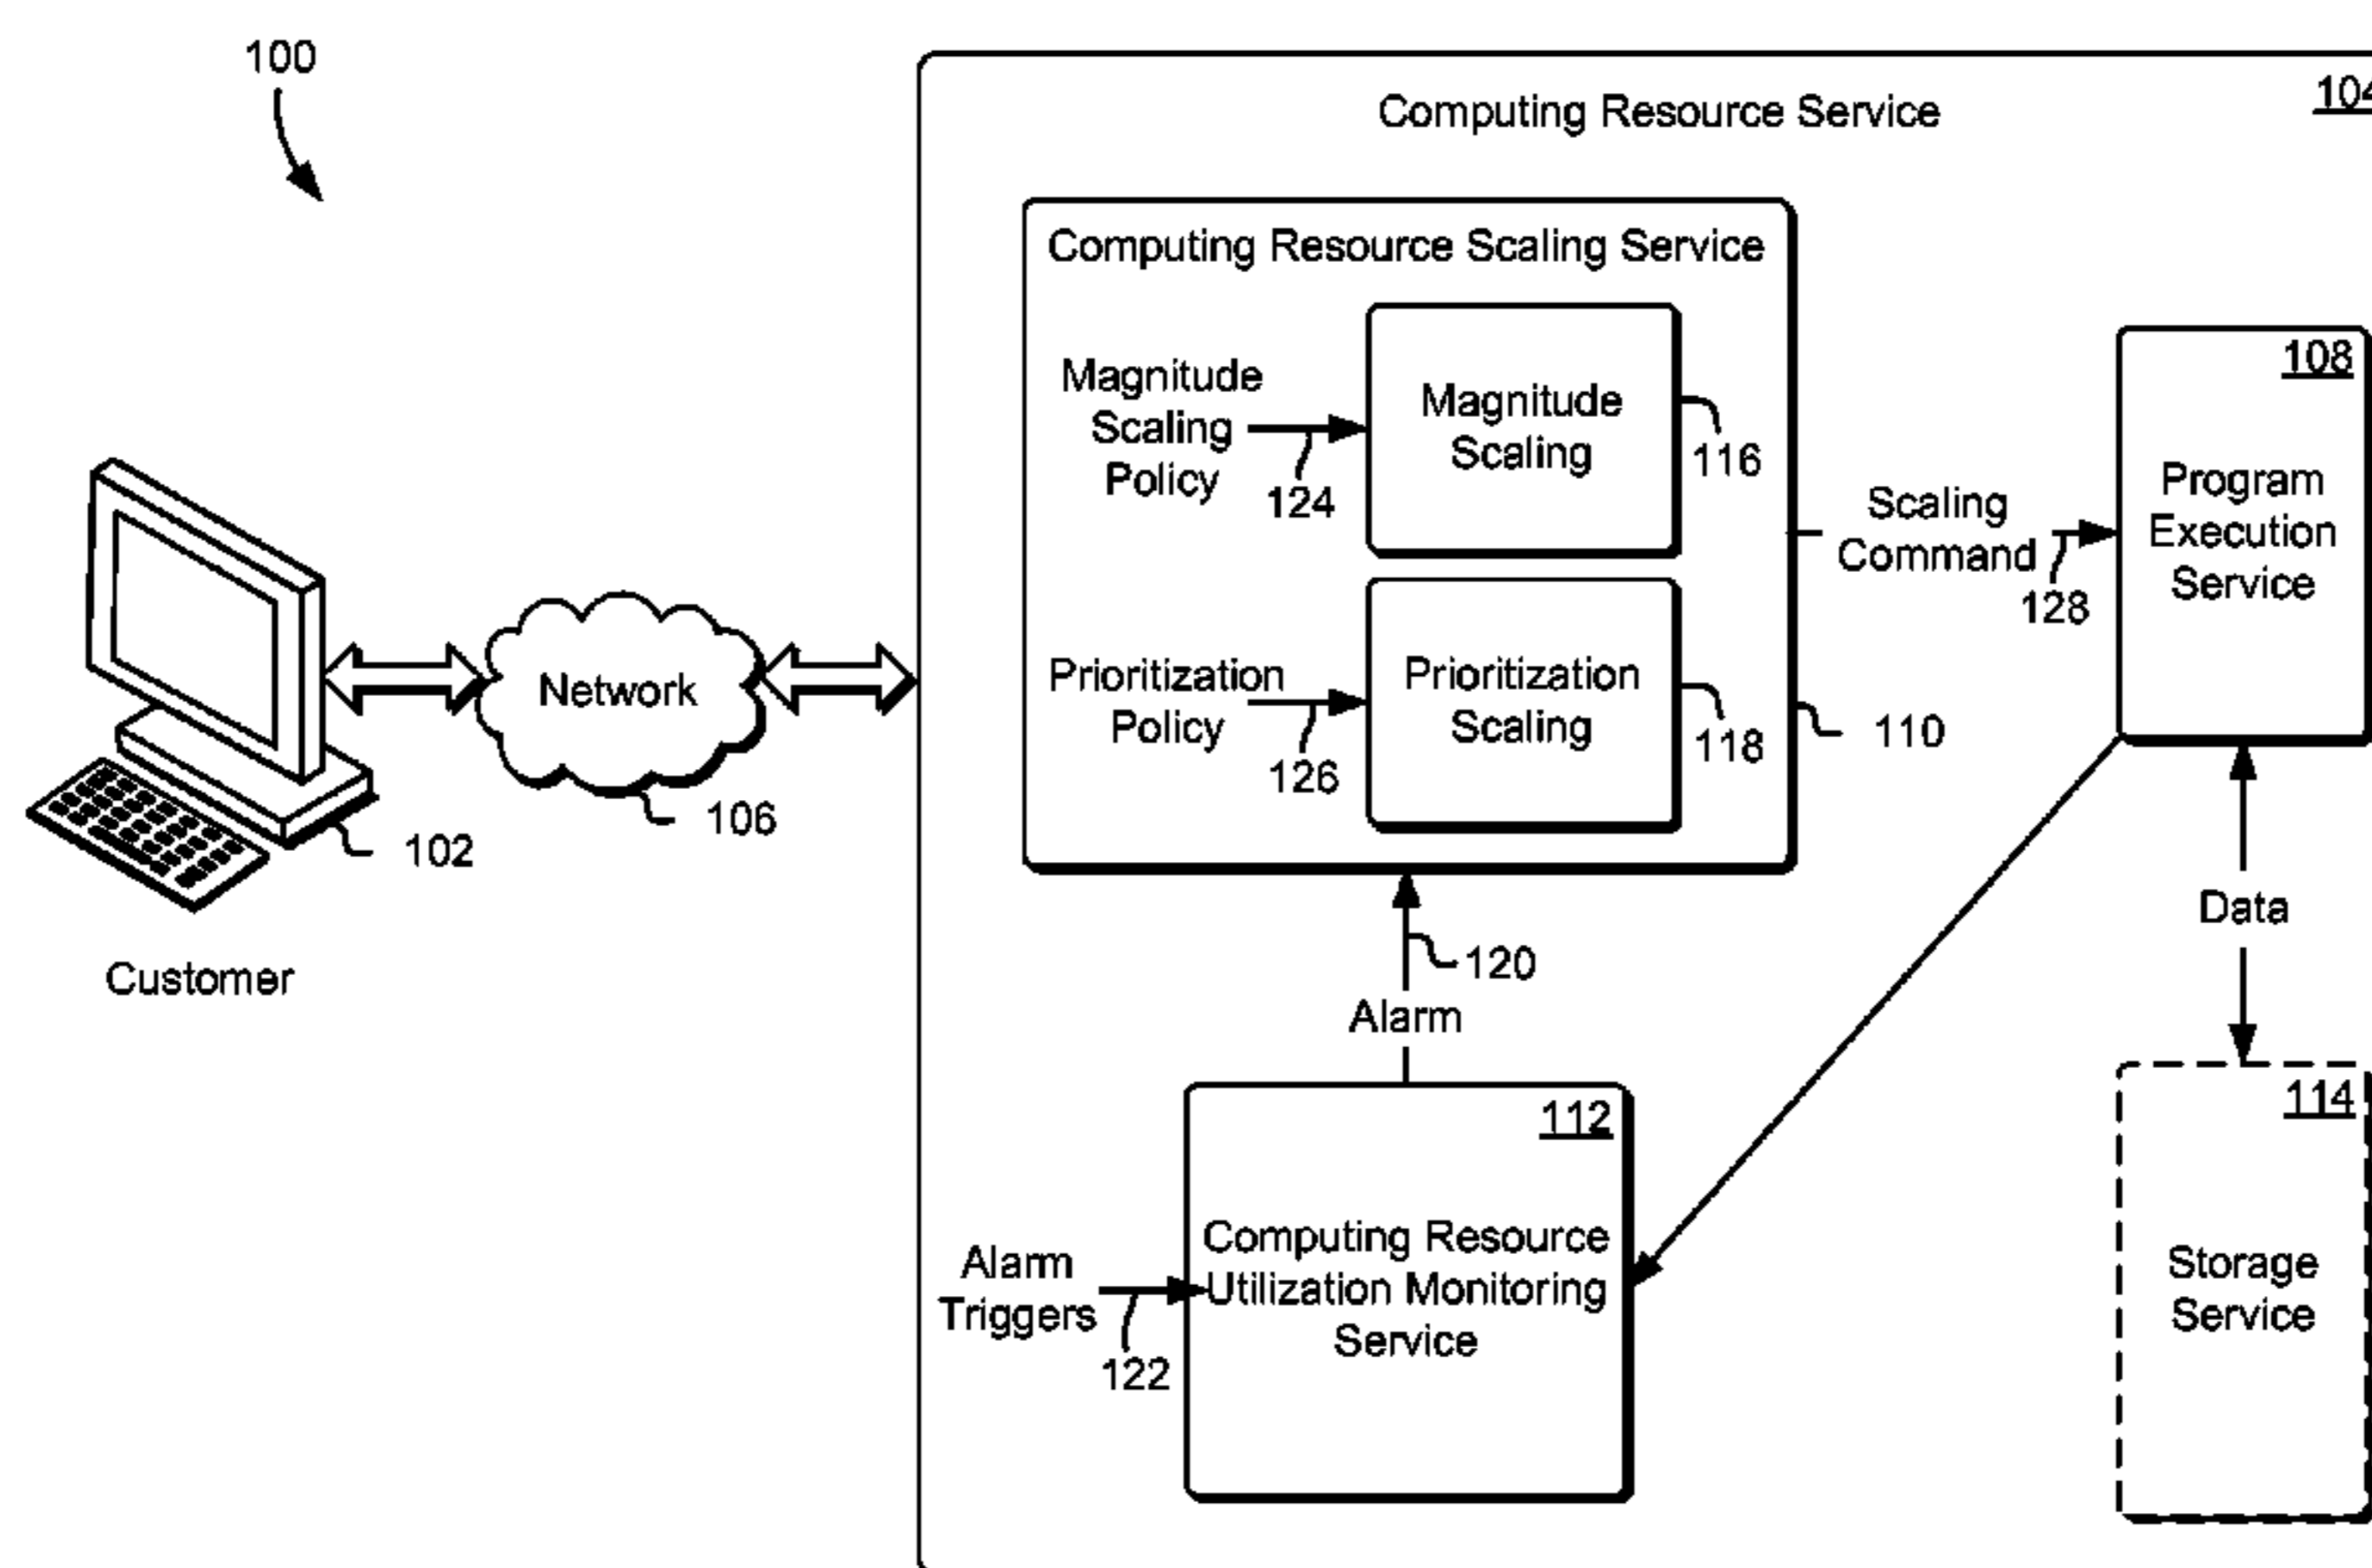 100
Computing Resource Service
104
Computing Resource Scaling Service
Magnitude
Scaling
Policy
124
Magnitude
Scaling
116
Prioritization
Policy
126
Prioritization
Scaling
118
110
Scaling
Command
128
108
Program
Execution
Service
Network
106
102
Customer
120
Alarm
Data
112
Computing Resource
Utilization Monitoring
Service
Alarm
Triggers
122
114
Storage
Service